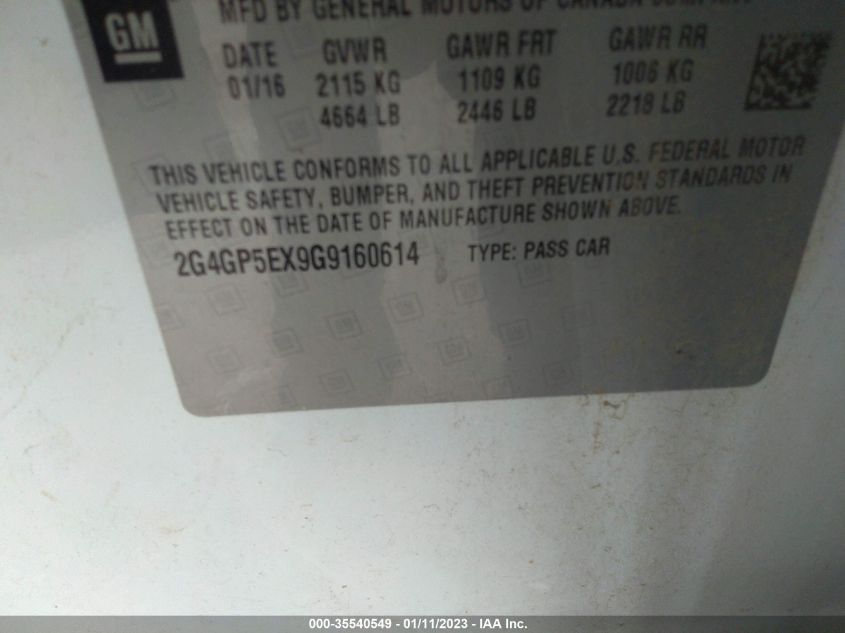 GM
MFD BY GENERAL MOTORS OF CANADA COMPANY
DATE GVWR GAWR FRT GAWR RR
01/16 2115 KG 1109 KG 1006 KG
4664 LB 2446 LB 2218 LB
THIS VEHICLE CONFORMS TO ALL APPLICABLE U.S. FEDERAL MOTOR
VEHICLE SAFETY, BUMPER, AND THEFT PREVENTION STANDARDS IN
EFFECT ON THE DATE OF MANUFACTURE SHOWN ABOVE.
2G4GP5EX9G9160614 TYPE: PASS CAR
000-35540549 - 01/11/2023 - IAA Inc.